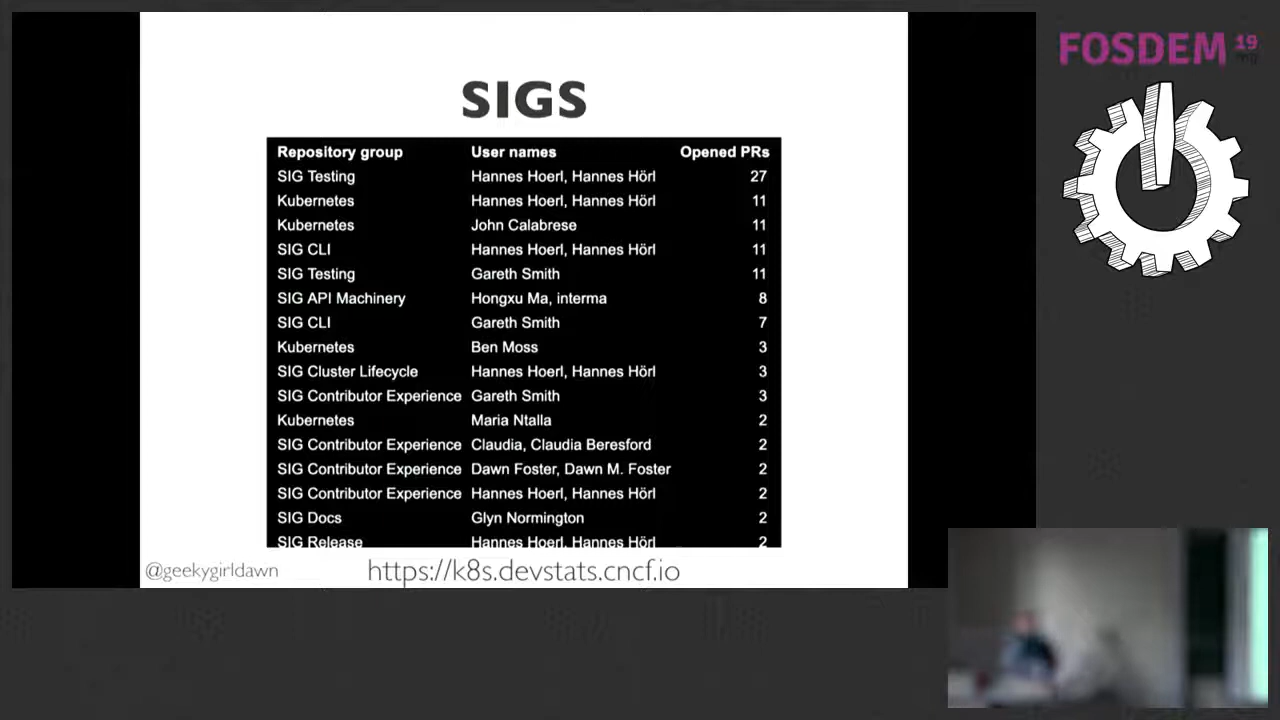 SIGS
Repository group User names Opened PRs
SIG Testing Hannes Hoerl, Hannes Hörl 27
Kubernetes Hannes Hoerl, Hannes Hörl 11
Kubernetes John Calabrese 11
SIG CLI Hannes Hoerl, Hannes Hörl 11
SIG Testing Gareth Smith 11
SIG API Machinery Hongxu Ma, interma 8
SIG CLI Gareth Smith 7
Kubernetes Ben Moss 3
SIG Cluster Lifecycle Hannes Hoerl, Hannes Hörl 3
SIG Contributor Experience Gareth Smith 3
Kubernetes Maria Ntalla 2
SIG Contributor Experience Claudia, Claudia Beresford 2
SIG Contributor Experience Dawn Foster, Dawn M. Foster 2
SIG Contributor Experience Hannes Hoerl, Hannes Hörl 2
SIG Docs Glyn Normington 2
SIG Release Hannes Hoerl, Hannes Hörl 2
@geekygirldawn https://k8s.devstats.cncf.io
FOSDEM 19